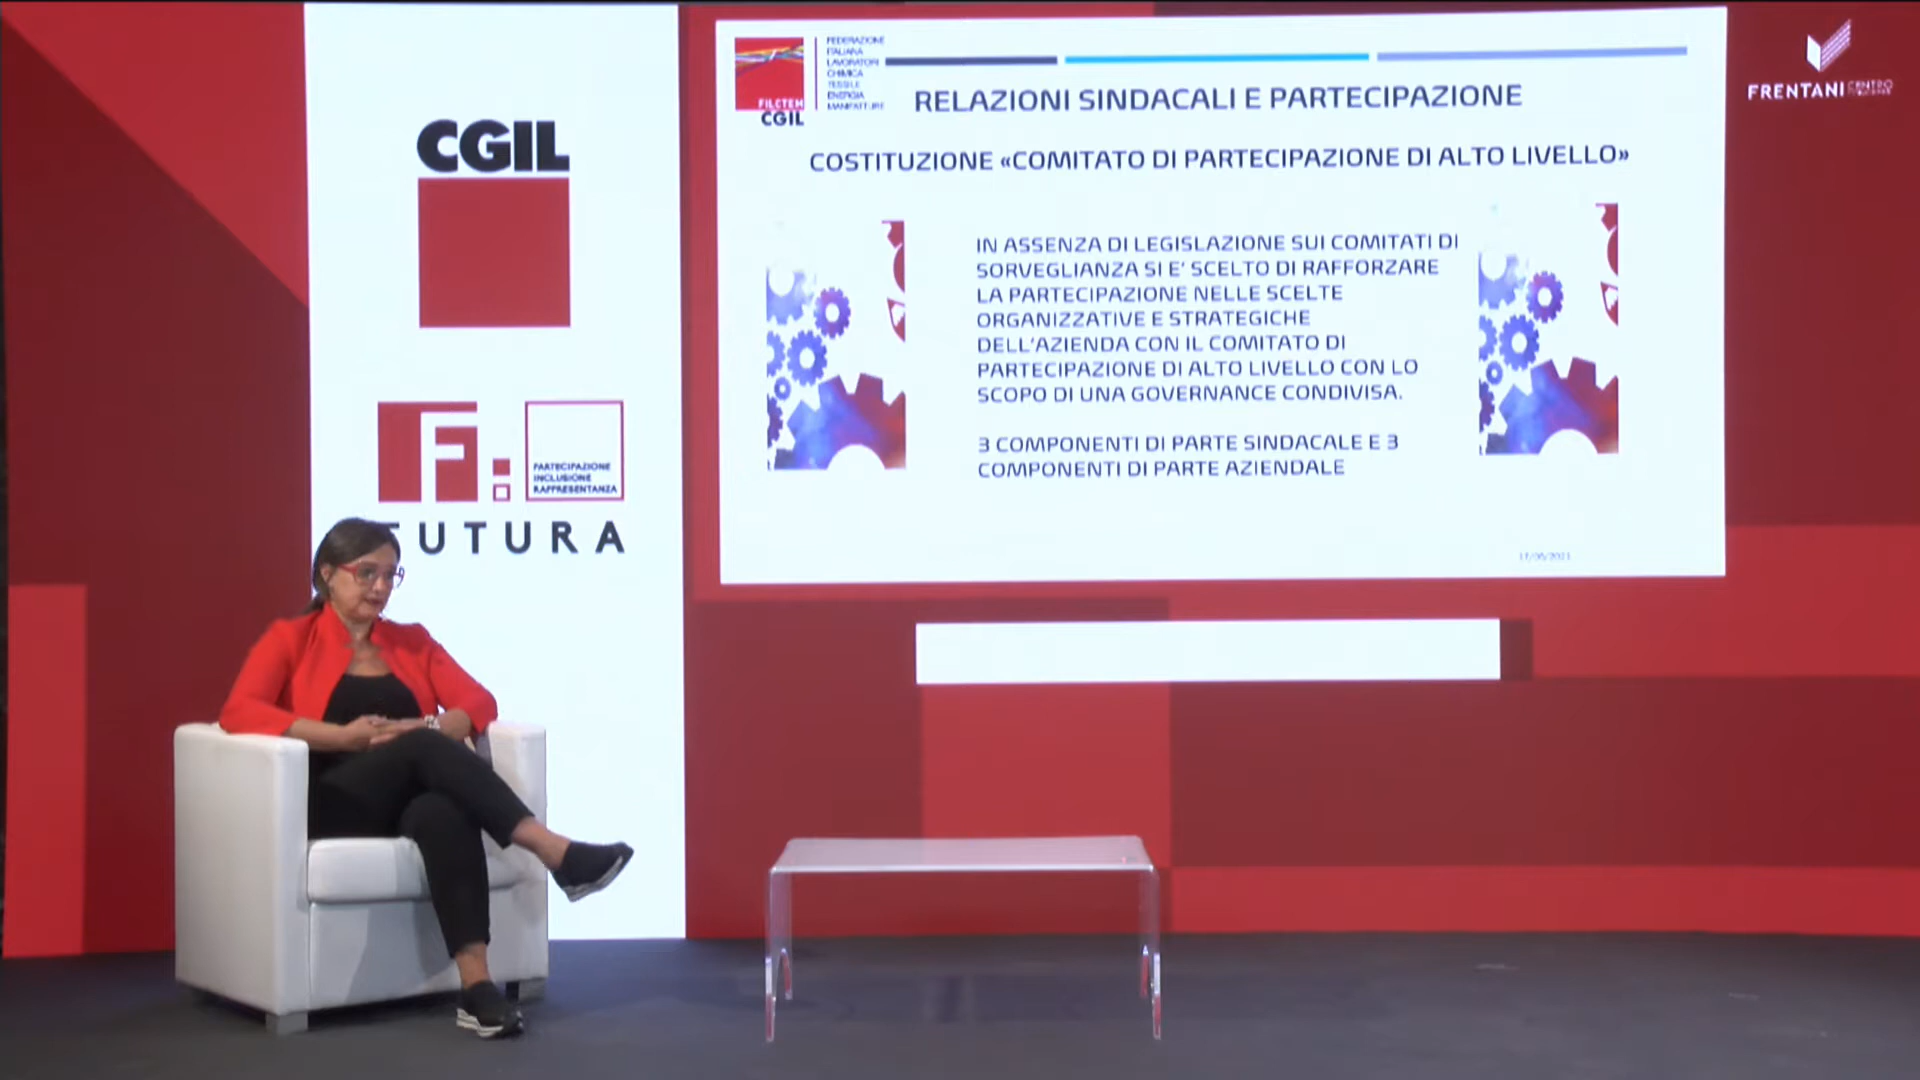 CGIL
PARTECIPAZIONE
INCLUSIONE
RAPPRESENTANZA
FUTURA
FEDERAZIONE
ITALIANA
LAVORATORI
CHIMICA
TESSILE
ENERGIA
MANIFATTURE
FILCTEM
CGIL
RELAZIONI SINDACALI E PARTECIPAZIONE
COSTITUZIONE «COMITATO DI PARTECIPAZIONE DI ALTO LIVELLO»
IN ASSENZA DI LEGISLAZIONE SUI COMITATI DI
SORVEGLIANZA SI E' SCELTO DI RAFFORZARE
LA PARTECIPAZIONE NELLE SCELTE
ORGANIZZATIVE E STRATEGICHE
DELL'AZIENDA CON IL COMITATO DI
PARTECIPAZIONE DI ALTO LIVELLO CON LO
SCOPO DI UNA GOVERNANCE CONDIVISA.
3 COMPONENTI DI PARTE SINDACALE E 3
COMPONENTI DI PARTE AZIENDALE
FRENTANI CENTRO